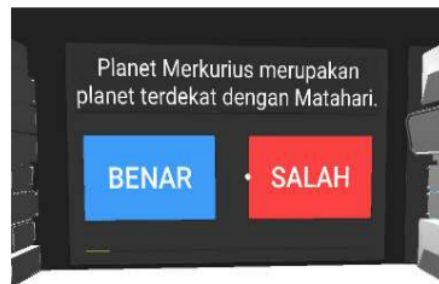 Planet Merkurius merupakan
planet terdekat dengan Matahari.
BENAR
SALAH